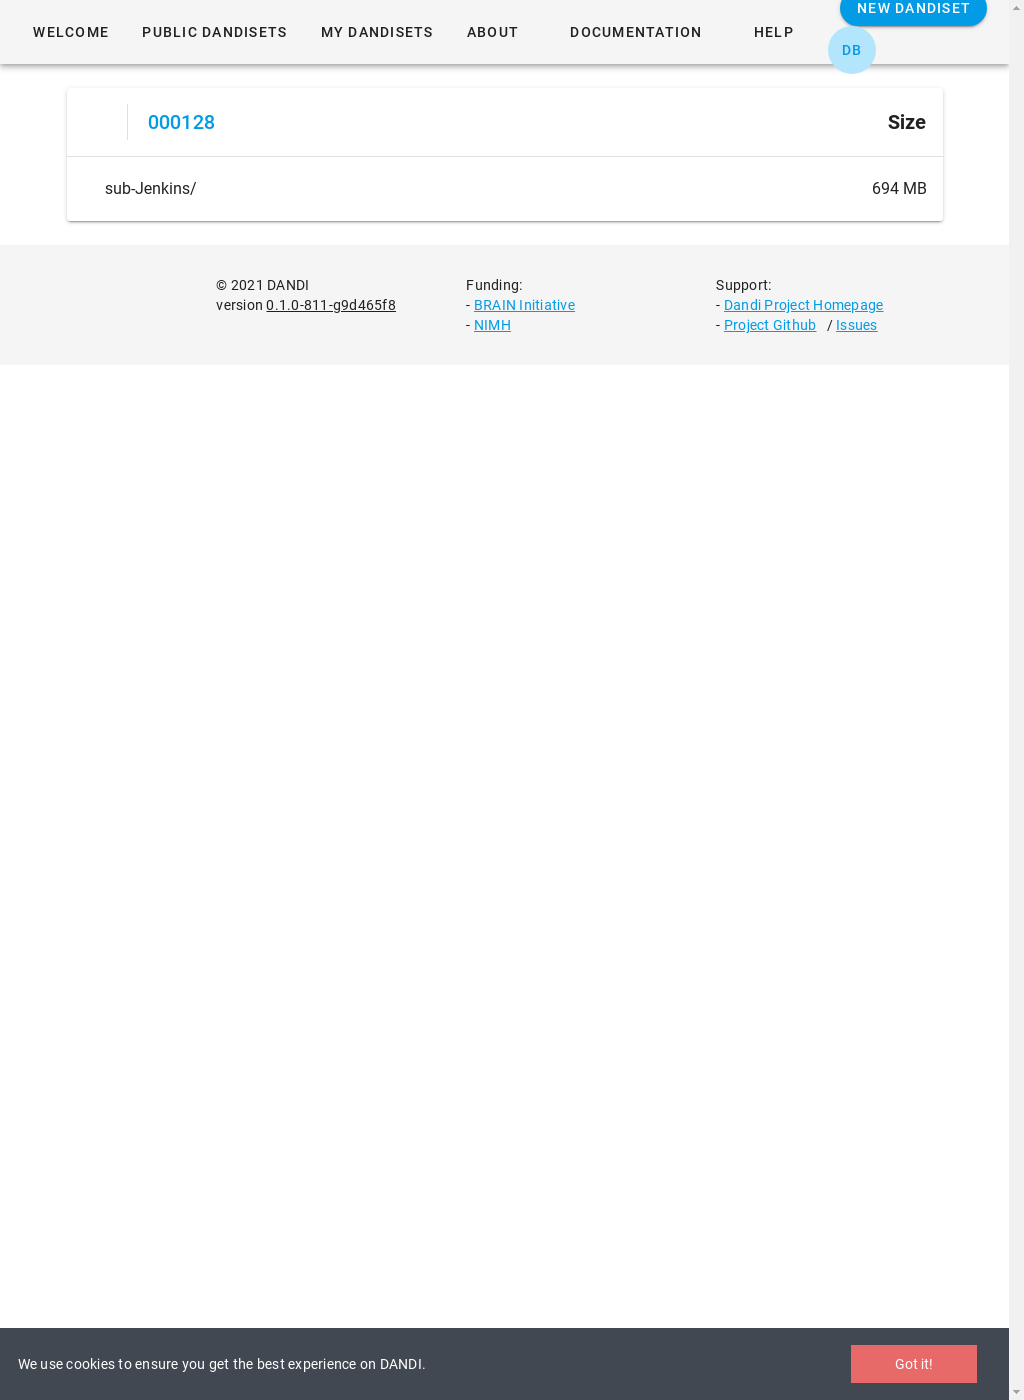 NEW DANDISET
WELCOME PUBLIC DANDISETS MY DANDISETS ABOUT DOCUMENTATION HELP
DB
000128 Size
sub-Jenkins/ 694 MB
© 2021 DANDI
version 0.1.0-811-g9d465f8
Funding:
- BRAIN Initiative
- NIMH
Support:
- Dandi Project Homepage
- Project Github / Issues
We use cookies to ensure you get the best experience on DANDI.
Got it!